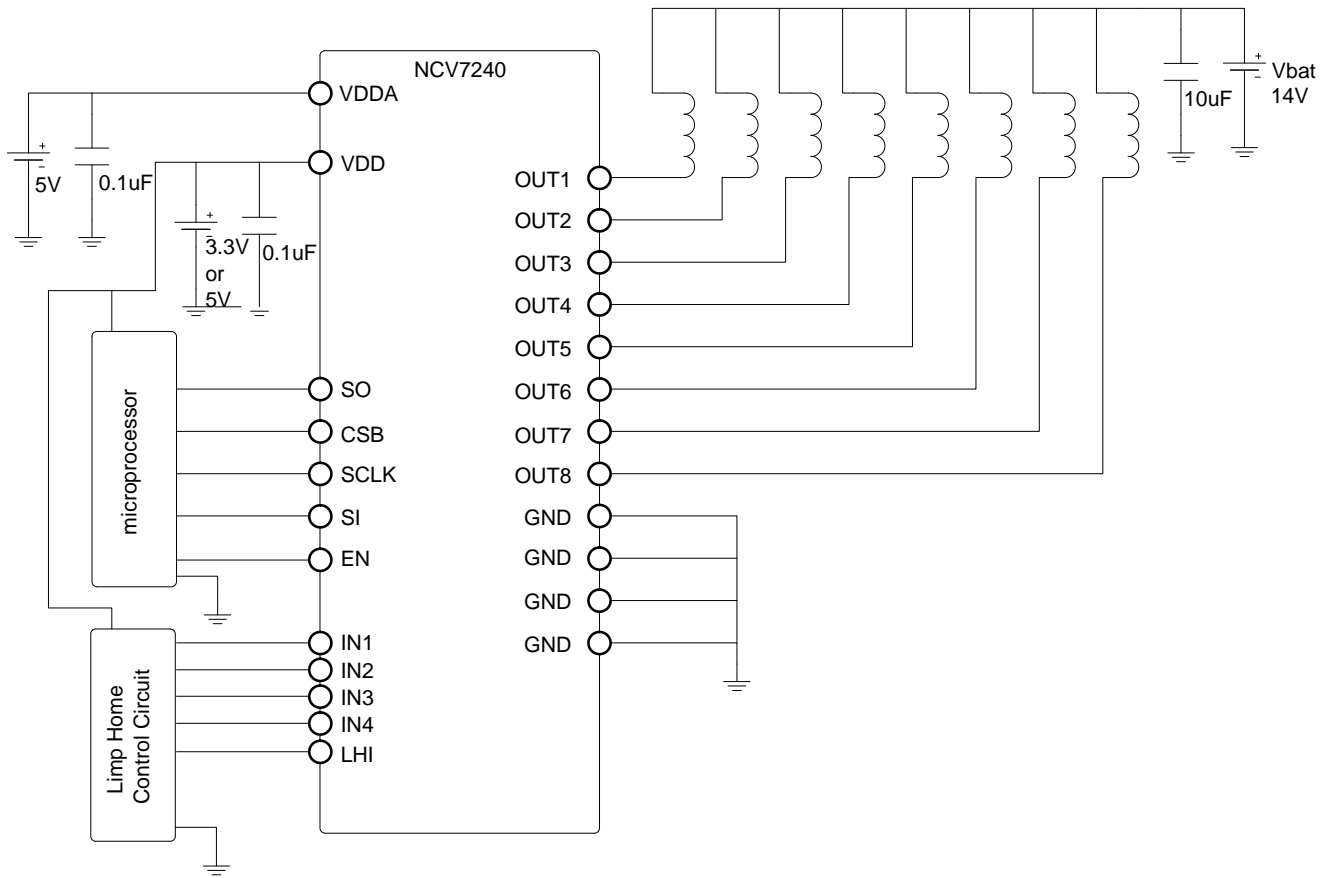 NCV7240
VDDA
VDD
+
-
5V
0.1uF
+
-
3.3V
or
5V
0.1uF
microprocessor
SO
CSB
SCLK
SI
EN
Limp Home
Control Circuit
IN1
IN2
IN3
IN4
LHI
OUT1
OUT2
OUT3
OUT4
OUT5
OUT6
OUT7
OUT8
GND
GND
GND
GND
10uF
+
-
Vbat
14V